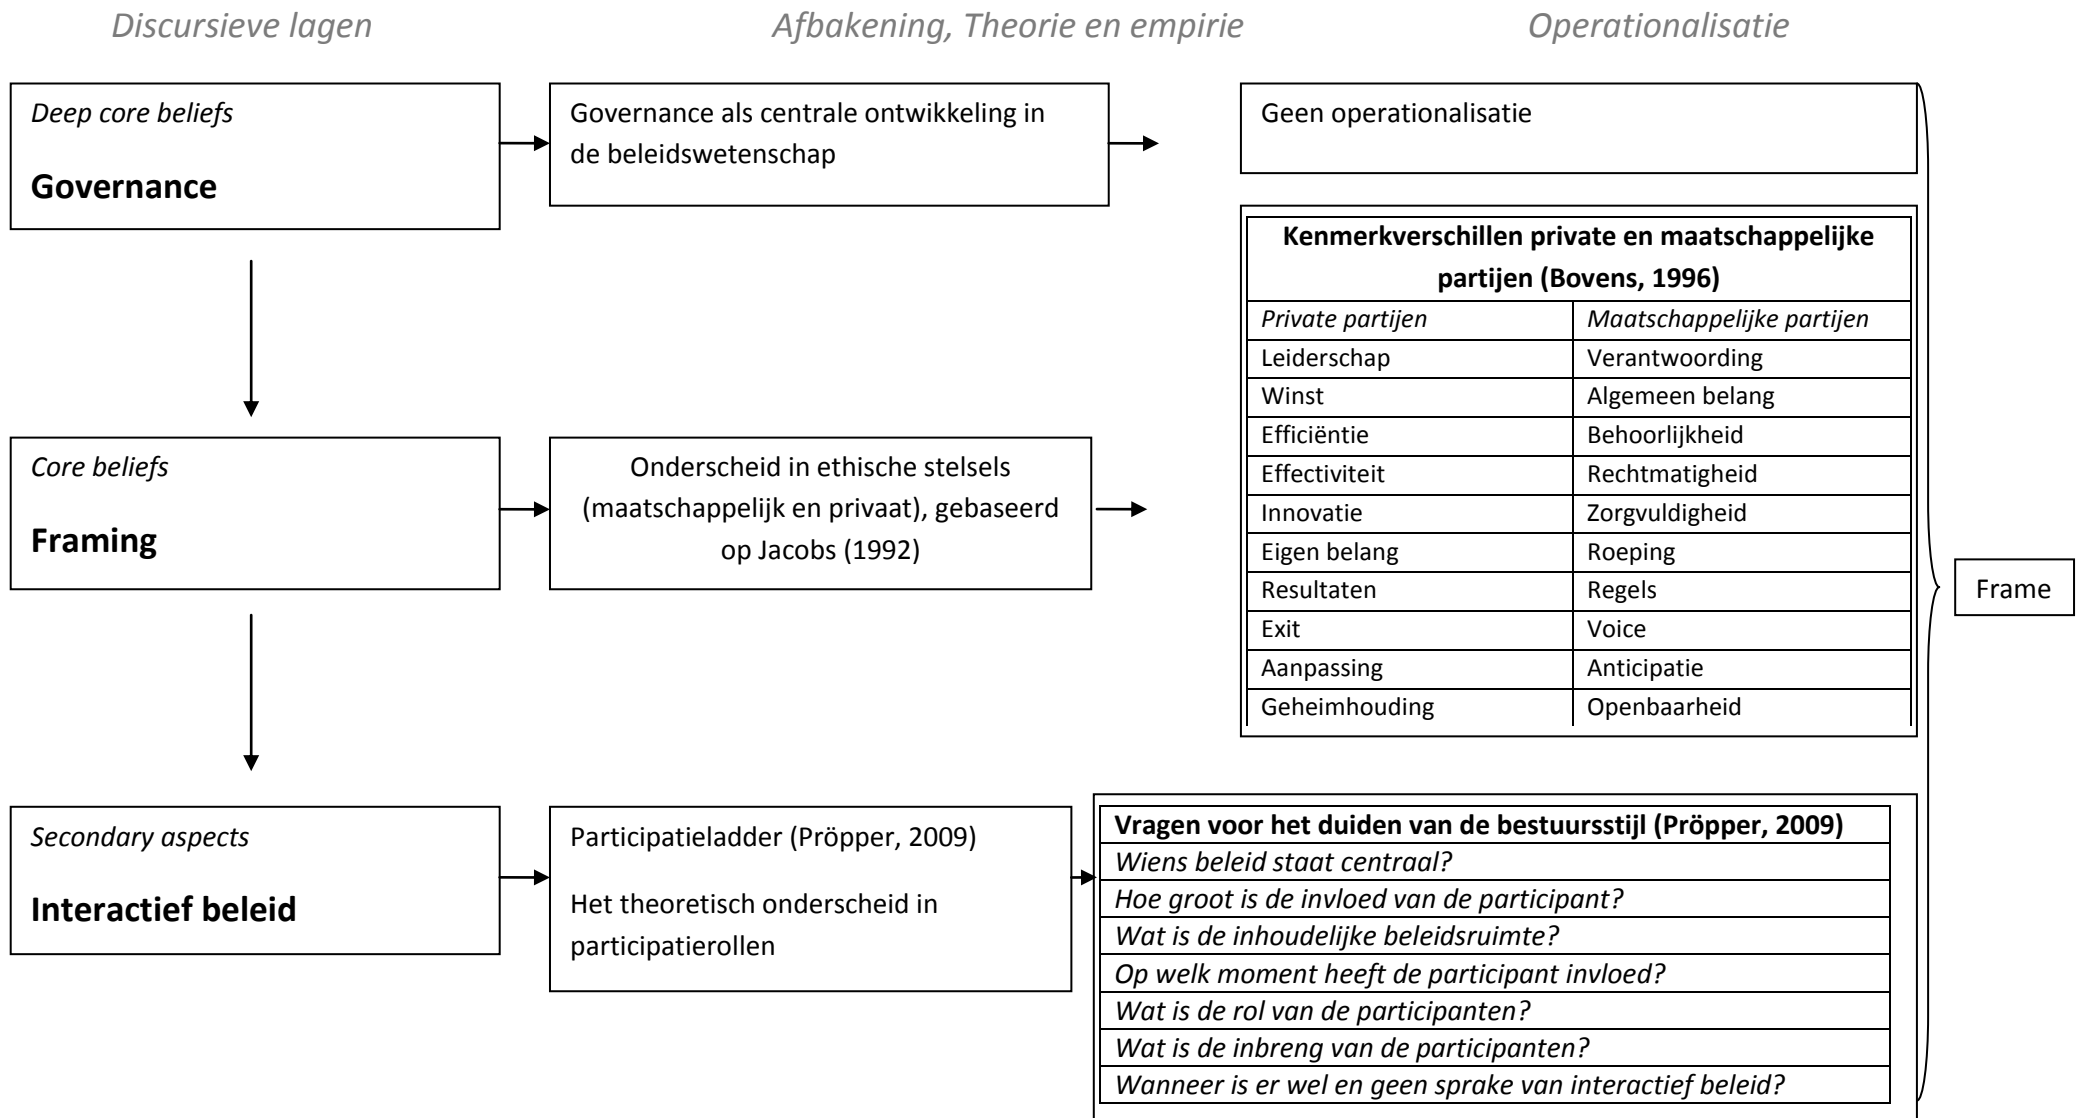 Discursieve lagen
Afbakening, Theorie en empirie
Operationalisatie
Deep core beliefs
Governance
Governance als centrale ontwikkeling in
de beleidswetenschap
Geen operationalisatie
Kenmerkverschillen private en maatschappelijke
partijen (Bovens, 1996)
Private partijen
Maatschappelijke partijen
Leiderschap
Verantwoording
Winst
Algemeen belang
Efficiëntie
Behoorlijkheid
Effectiviteit
Rechtmatigheid
Innovatie
Zorgvuldigheid
Eigen belang
Roeping
Resultaten
Regels
Exit
Voice
Aanpassing
Anticipatie
Geheimhouding
Openbaarheid
Core beliefs
Framing
Onderscheid in ethische stelsels
(maatschappelijk en privaat), gebaseerd
op Jacobs (1992)
Frame
Secondary aspects
Interactief beleid
Participatieladder (Pröpper, 2009)
Het theoretisch onderscheid in
participatierollen
Vragen voor het duiden van de bestuursstijl (Pröpper, 2009)
Wiens beleid staat centraal?
Hoe groot is de invloed van de participant?
Wat is de inhoudelijke beleidsruimte?
Op welk moment heeft de participant invloed?
Wat is de rol van de participanten?
Wat is de inbreng van de participanten?
Wanneer is er wel en geen sprake van interactief beleid?